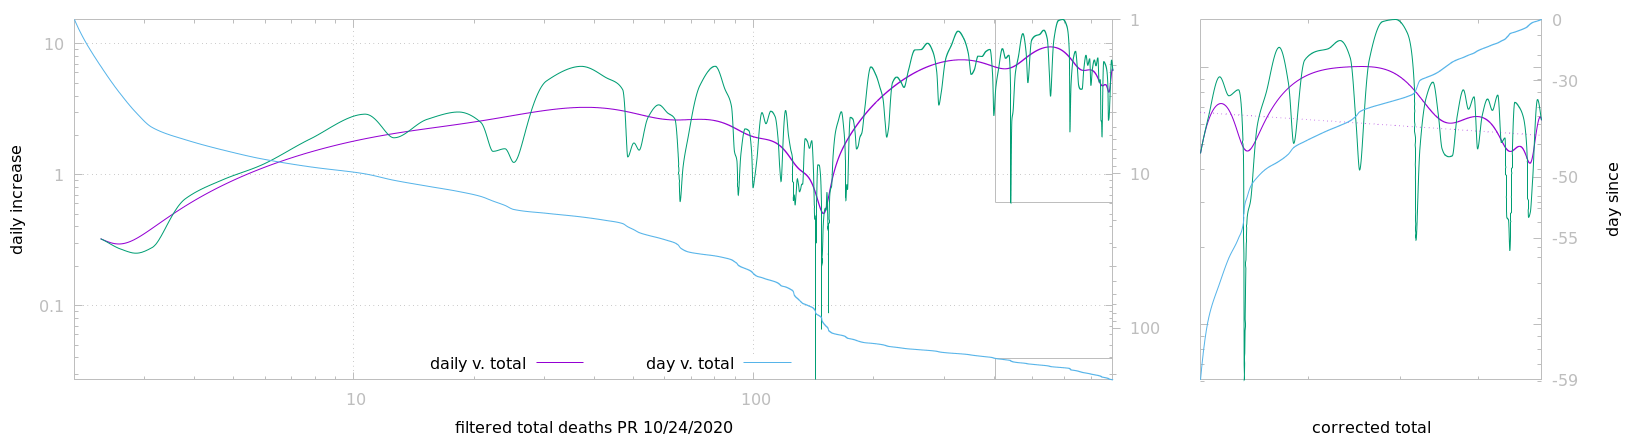 daily increase
10
1
0.1
10
100
1
10
100
daily v. total
day v. total
filtered total deaths PR 10/24/2020
0
-30
-50
-55
-59
day since
corrected total